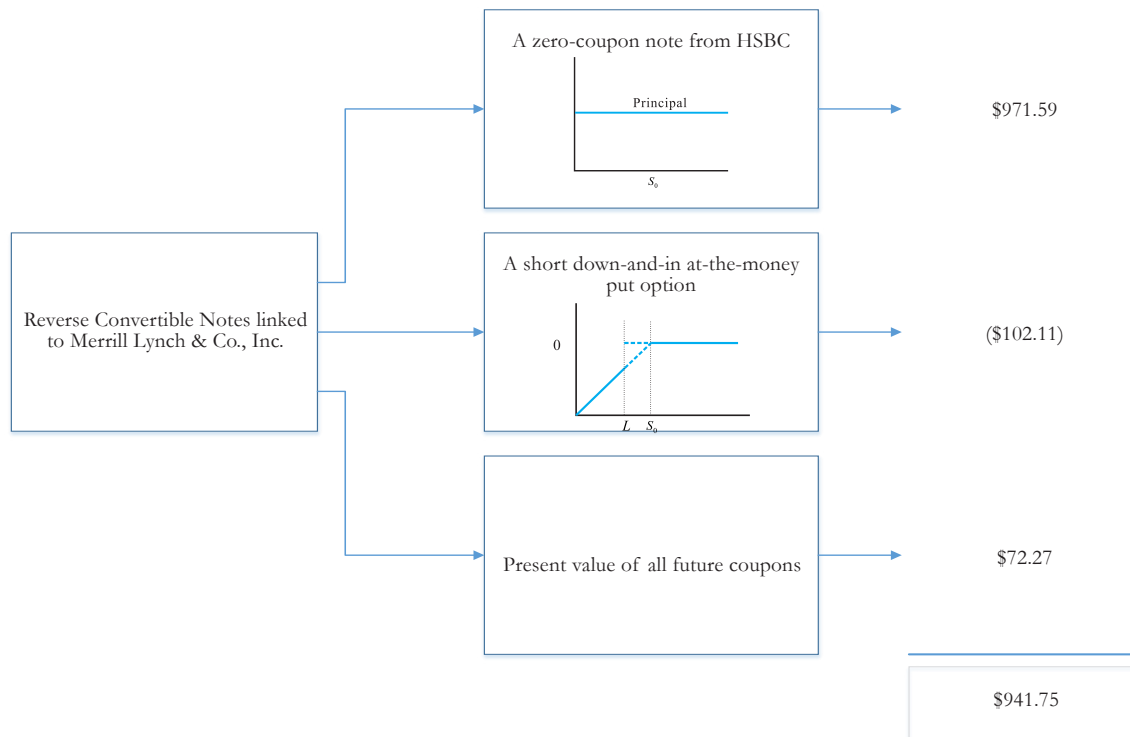 A zero-coupon note from HSBC
Principal
S₀
$971.59
Reverse Convertible Notes linked
to Merrill Lynch & Co., Inc.
A short down-and-in at-the-money
put option
0
L
S₀
($102.11)
Present value of all future coupons
$72.27
$941.75